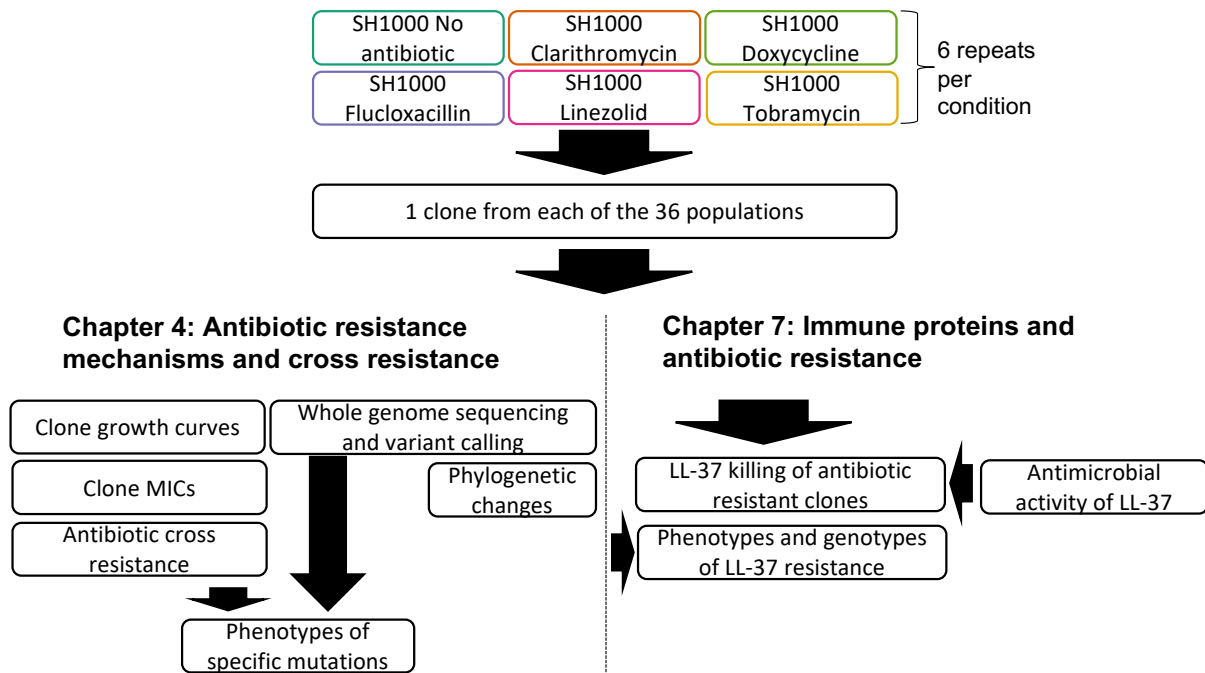 SH1000 No
antibiotic
SH1000
Clarithromycin
SH1000
Doxycycline
SH1000
Flucloxacillin
SH1000
Linezolid
SH1000
Tobramycin
6 repeats
per
condition
1 clone from each of the 36 populations
Chapter 4: Antibiotic resistance
mechanisms and cross resistance
Clone growth curves
Whole genome sequencing
and variant calling
Clone MICs
Phylogenetic
changes
Antibiotic cross
resistance
Phenotypes of
specific mutations
Chapter 7: Immune proteins and
antibiotic resistance
LL-37 killing of antibiotic
resistant clones
Antimicrobial
activity of LL-37
Phenotypes and genotypes
of LL-37 resistance